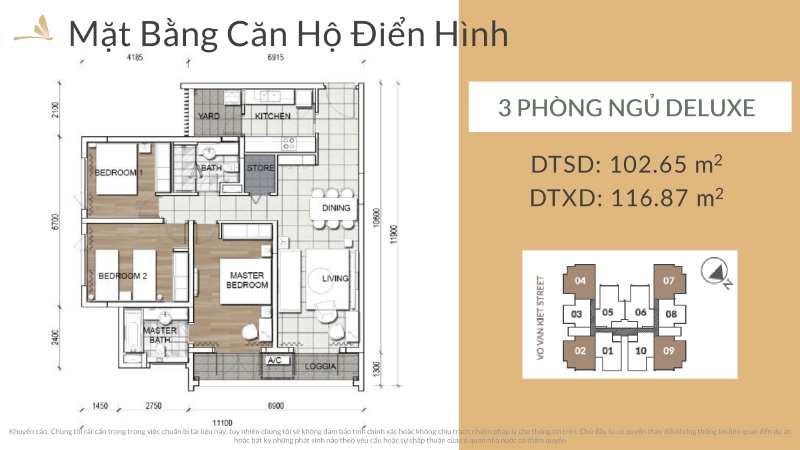 Mặt Bằng Căn Hộ Điển Hình
4185
6915
2100
YARD
KITCHEN
3 PHÒNG NGỦ DELUXE
BEDROOM 1
BATH
STORE
DTSD: 102.65 m²
DTXD: 116.87 m²
DINING
6700
10600
11900
BEDROOM 2
MASTER
BEDROOM
LIVING
VO VAN KIET STREET
04
07
03
05
06
08
02
01
10
09
N
2400
MASTER
BATH
A/C
LOGGIA
1300
1450
2750
6900
11100
Khuyến cáo: Chúng tôi rất cẩn trọng trong việc chuẩn bị tài liệu này, tuy nhiên chúng tôi sẽ không đảm bảo tính chính xác hoặc không chịu trách nhiệm pháp lý cho thông tin trên. Chủ đầu tư có quyền thay đổi những thông tin liên quan đến dự án
hoặc bất kỳ những phát sinh nào theo yêu cầu hoặc sự chấp thuận của cơ quan nhà nước có thẩm quyền